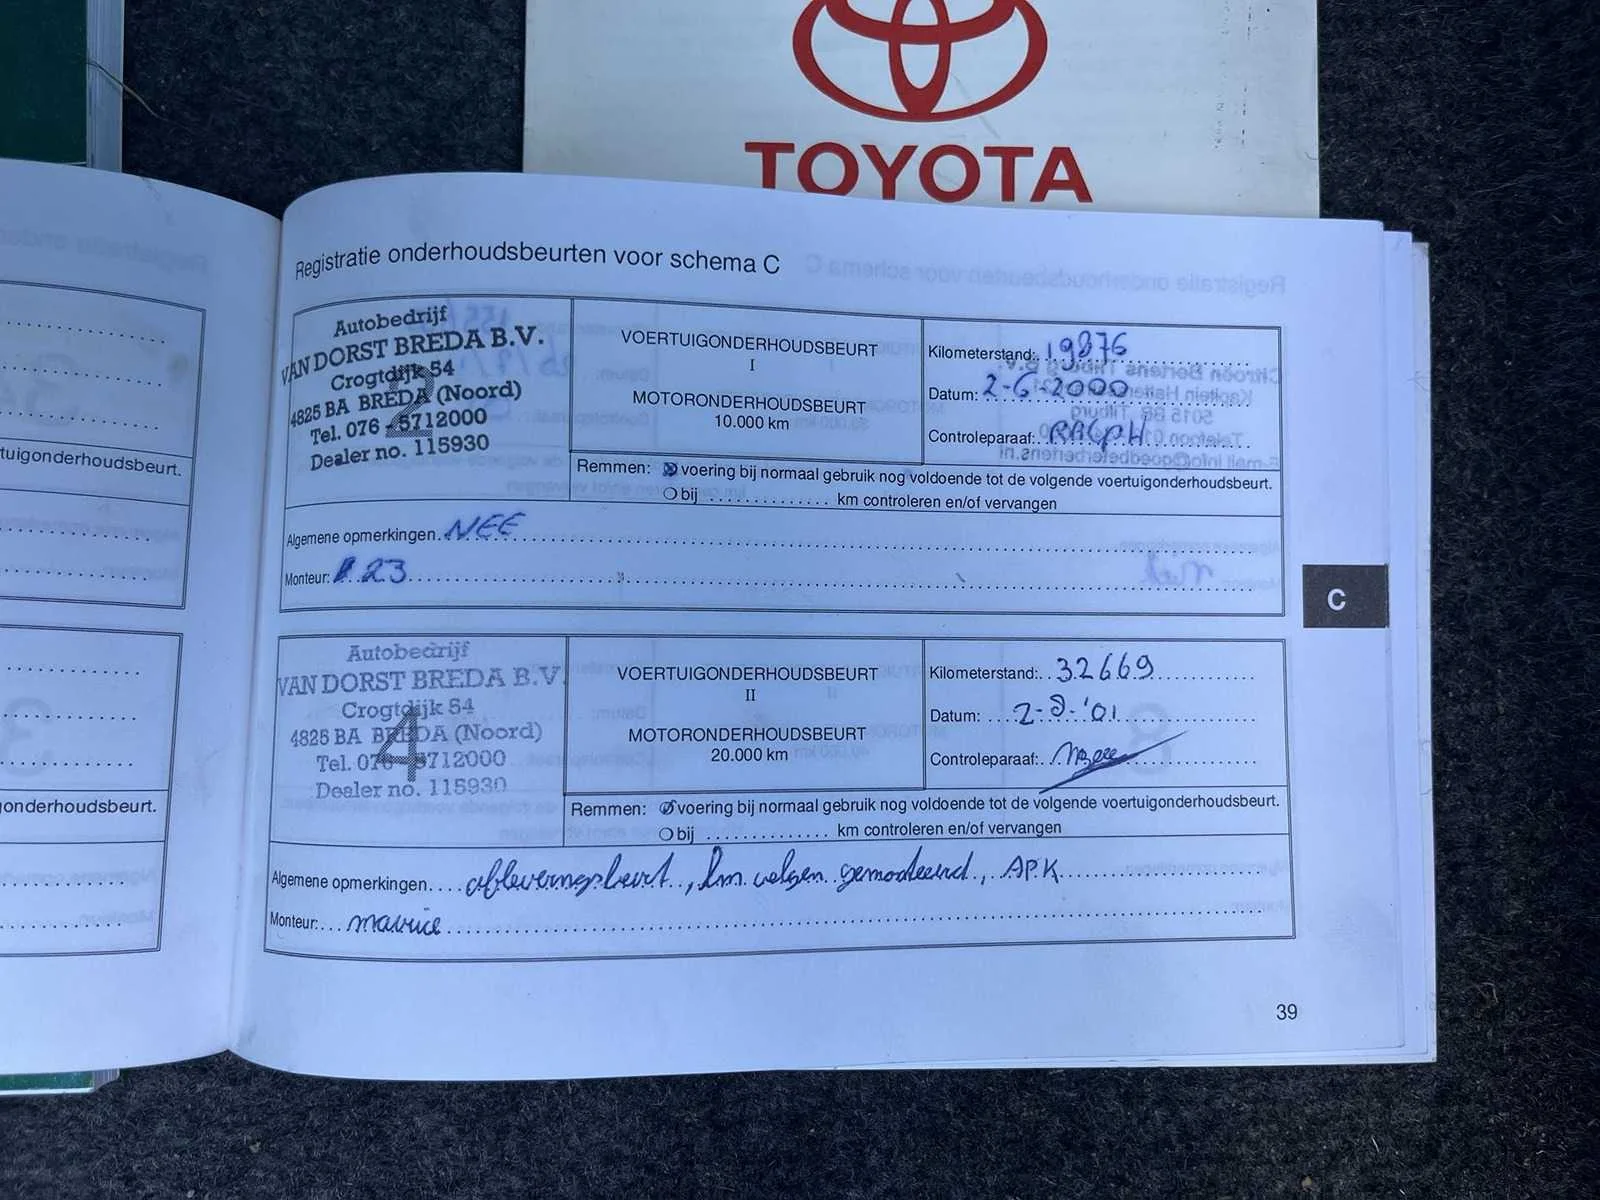 TOYOTA
Registratie onderhoudsbeurten voor schema C
Autobedrijf
VAN DORST BREDA B.V.
Crogtdijk 54
4825 BA BREDA (Noord)
Tel. 076 - 5712000
Dealer no. 115930
2
VOERTUIGONDERHOUDSBEURT
I
MOTORONDERHOUDSBEURT
10.000 km
Kilometerstand: 19876
Datum: 2-6-2000
Controleparaaf: RALPH
Remmen: voering bij normaal gebruik nog voldoende tot de volgende voertuigonderhoudsbeurt.
bij ............. km controleren en/of vervangen
Algemene opmerkingen. NEE
Monteur: 23
C
Autobedrijf
VAN DORST BREDA B.V.
Crogtdijk 54
4825 BA BREDA (Noord)
Tel. 076 - 5712000
Dealer no. 115930
4
VOERTUIGONDERHOUDSBEURT
II
MOTORONDERHOUDSBEURT
20.000 km
Kilometerstand: 32669
Datum: 2-8-'01
Controleparaaf:
Remmen: voering bij normaal gebruik nog voldoende tot de volgende voertuigonderhoudsbeurt.
bij ............. km controleren en/of vervangen
Algemene opmerkingen.... afleveringsbeurt, velgen gemonteerd, APK
Monteur: maurice
39
tuigonderhoudsbeurt.
gonderhoudsbeurt.